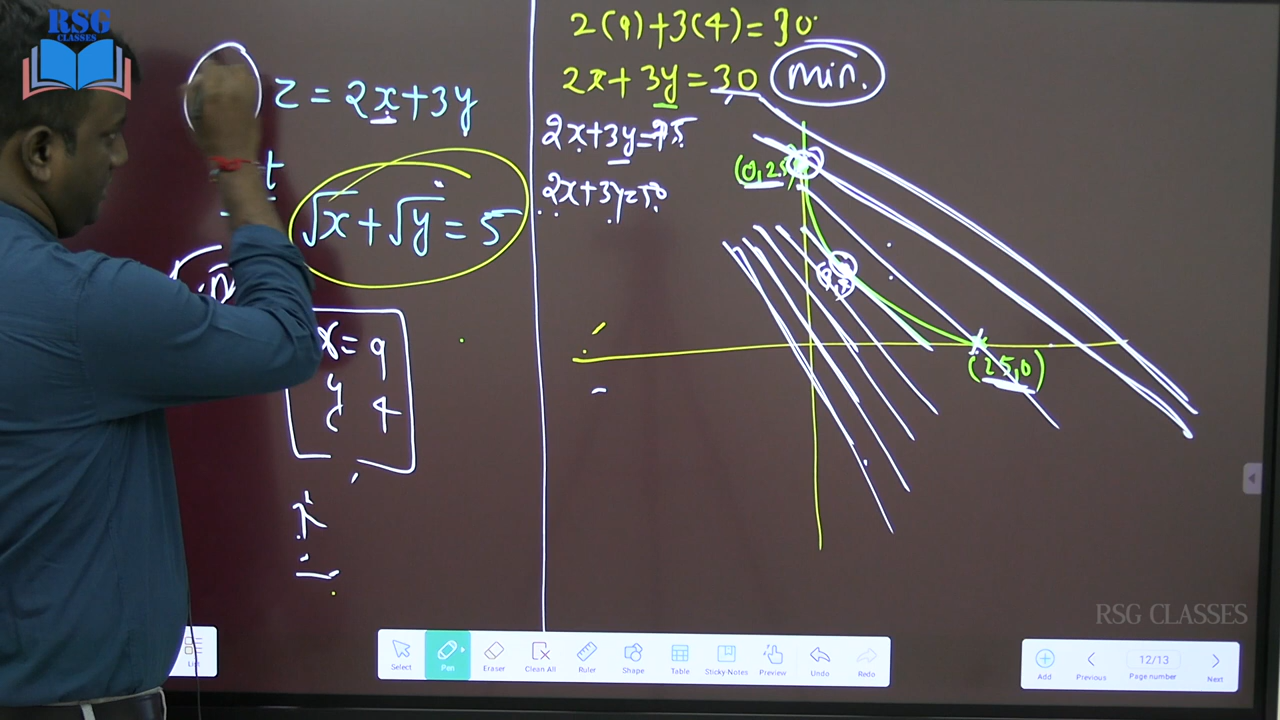 RSG
CLASSES
z = 2x+3y
√x + √y = 5
x = 9
y 4
λ
2(9)+3(4)=30
2x+3y=30 min.
2x+3y=75
2x+3y=50
(0,25)
(9,4)
(25,0)
RSG CLASSES
Select
Pen
Eraser
Clean All
Ruler
Shape
Table
Sticky-Notes
Preview
Undo
Redo
Add
Previous
12/13
Page number
Next